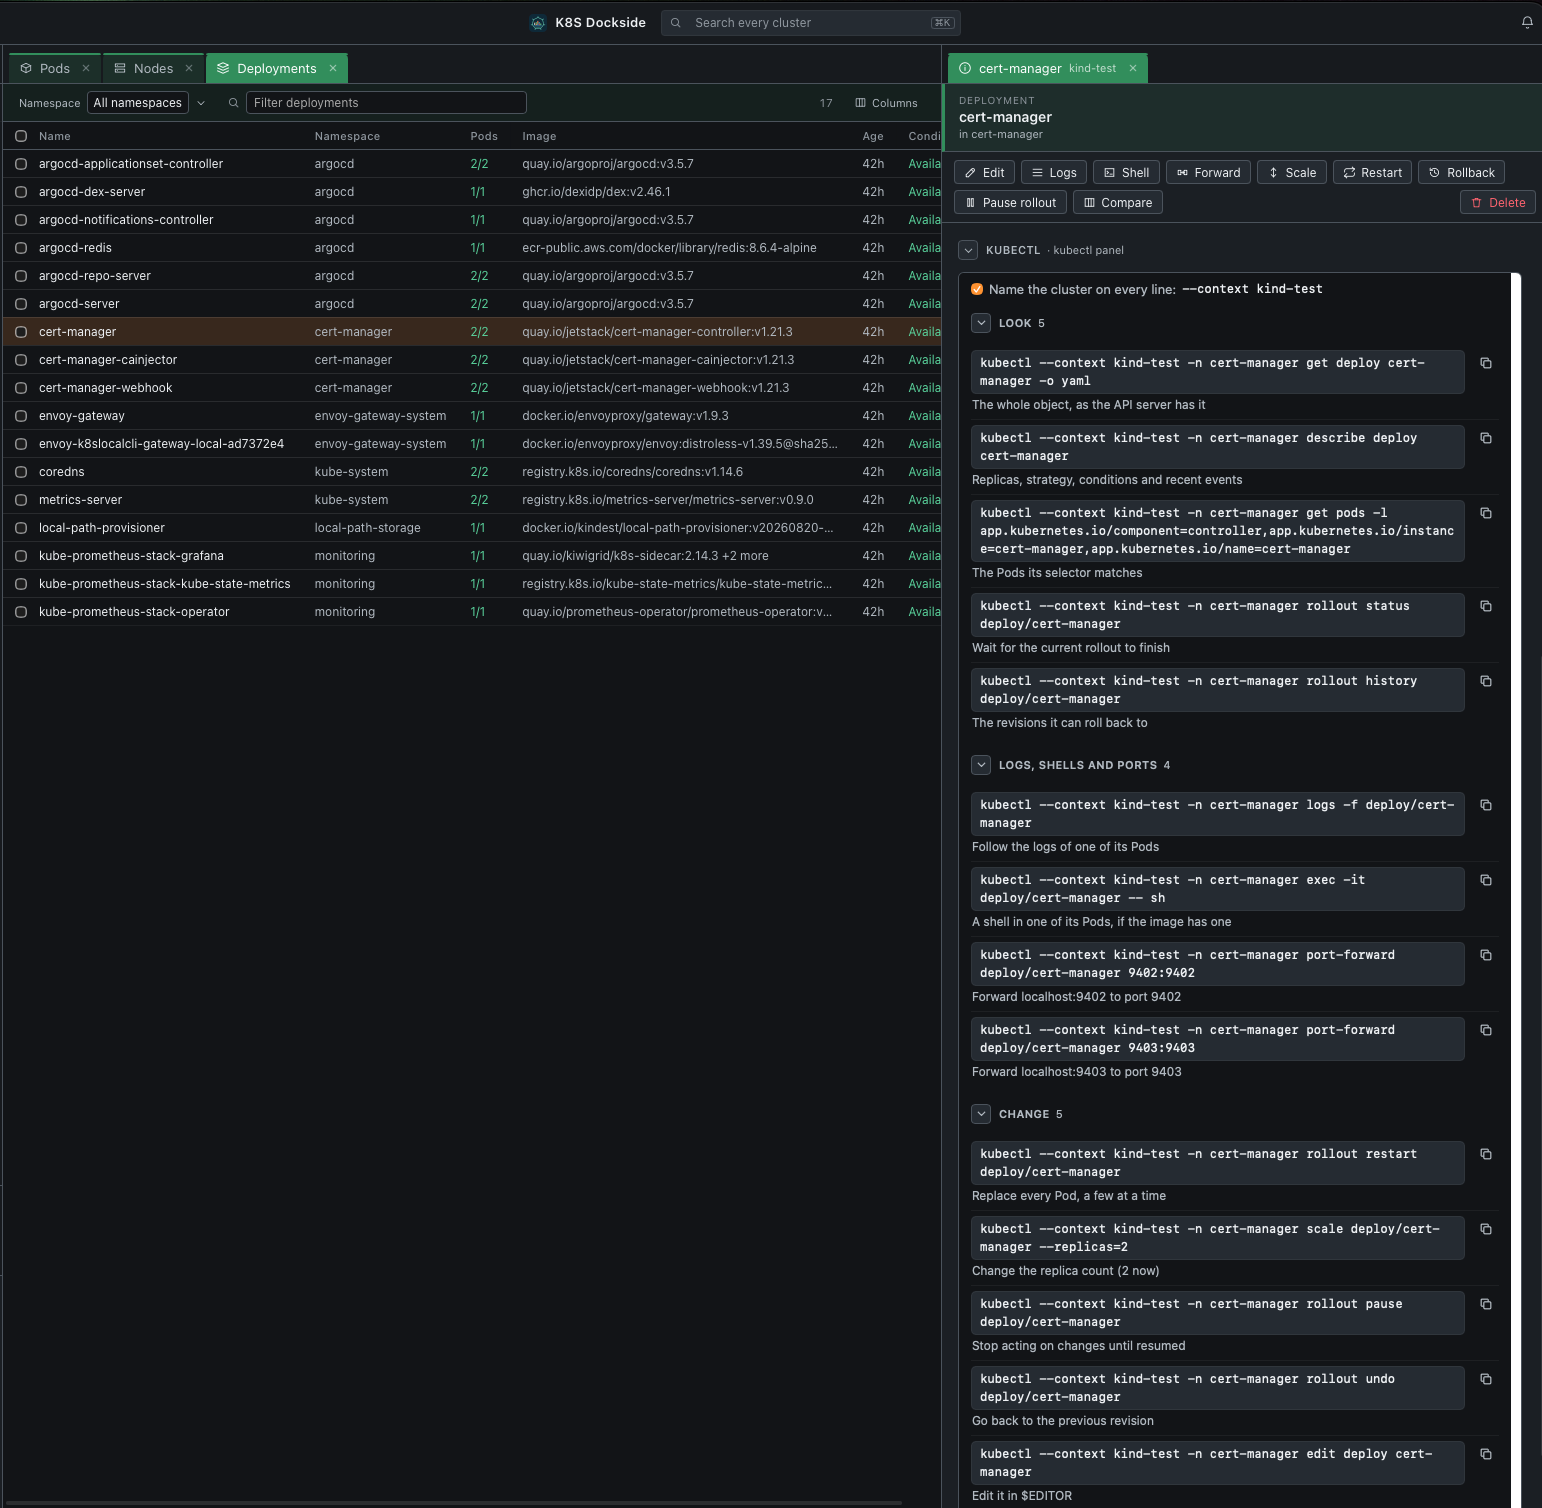 K8S Dockside
Search every cluster
⌘K
Pods
Nodes
Deployments
Namespace
All namespaces
Filter deployments
17
Columns
Name Namespace Pods Image Age Condi
argocd-applicationset-controller argocd 2/2 quay.io/argoproj/argocd:v3.5.7 42h Availa
argocd-dex-server argocd 1/1 ghcr.io/dexidp/dex:v2.46.1 42h Availa
argocd-notifications-controller argocd 1/1 quay.io/argoproj/argocd:v3.5.7 42h Availa
argocd-redis argocd 1/1 ecr-public.aws.com/docker/library/redis:8.6.4-alpine 42h Availa
argocd-repo-server argocd 2/2 quay.io/argoproj/argocd:v3.5.7 42h Availa
argocd-server argocd 2/2 quay.io/argoproj/argocd:v3.5.7 42h Availa
cert-manager cert-manager 2/2 quay.io/jetstack/cert-manager-controller:v1.21.3 42h Availa
cert-manager-cainjector cert-manager 2/2 quay.io/jetstack/cert-manager-cainjector:v1.21.3 42h Availa
cert-manager-webhook cert-manager 2/2 quay.io/jetstack/cert-manager-webhook:v1.21.3 42h Availa
envoy-gateway envoy-gateway-system 1/1 docker.io/envoyproxy/gateway:v1.9.3 42h Availa
envoy-k8slocalcli-gateway-local-ad7372e4 envoy-gateway-system 1/1 docker.io/envoyproxy/envoy:distroless-v1.39.5@sha25... 42h Availa
coredns kube-system 2/2 registry.k8s.io/coredns/coredns:v1.14.6 42h Availa
metrics-server kube-system 2/2 registry.k8s.io/metrics-server/metrics-server:v0.9.0 42h Availa
local-path-provisioner local-path-storage 1/1 docker.io/kindest/local-path-provisioner:v20260820-... 42h Availa
kube-prometheus-stack-grafana monitoring 1/1 quay.io/kiwigrid/k8s-sidecar:2.14.3 +2 more 42h Availa
kube-prometheus-stack-kube-state-metrics monitoring 1/1 registry.k8s.io/kube-state-metrics/kube-state-metric... 42h Availa
kube-prometheus-stack-operator monitoring 1/1 quay.io/prometheus-operator/prometheus-operator:v... 42h Availa
cert-manager kind-test
DEPLOYMENT
cert-manager
in cert-manager
Edit
Logs
Shell
Forward
Scale
Restart
Rollback
Pause rollout
Compare
Delete
KUBECTL · kubectl panel
Name the cluster on every line: --context kind-test
LOOK 5
kubectl --context kind-test -n cert-manager get deploy cert-
manager -o yaml
The whole object, as the API server has it
kubectl --context kind-test -n cert-manager describe deploy
cert-manager
Replicas, strategy, conditions and recent events
kubectl --context kind-test -n cert-manager get pods -l
app.kubernetes.io/component=controller,app.kubernetes.io/instanc
e=cert-manager,app.kubernetes.io/name=cert-manager
The Pods its selector matches
kubectl --context kind-test -n cert-manager rollout status
deploy/cert-manager
Wait for the current rollout to finish
kubectl --context kind-test -n cert-manager rollout history
deploy/cert-manager
The revisions it can roll back to
LOGS, SHELLS AND PORTS 4
kubectl --context kind-test -n cert-manager logs -f deploy/cert-
manager
Follow the logs of one of its Pods
kubectl --context kind-test -n cert-manager exec -it
deploy/cert-manager -- sh
A shell in one of its Pods, if the image has one
kubectl --context kind-test -n cert-manager port-forward
deploy/cert-manager 9402:9402
Forward localhost:9402 to port 9402
kubectl --context kind-test -n cert-manager port-forward
deploy/cert-manager 9403:9403
Forward localhost:9403 to port 9403
CHANGE 5
kubectl --context kind-test -n cert-manager rollout restart
deploy/cert-manager
Replace every Pod, a few at a time
kubectl --context kind-test -n cert-manager scale deploy/cert-
manager --replicas=2
Change the replica count (2 now)
kubectl --context kind-test -n cert-manager rollout pause
deploy/cert-manager
Stop acting on changes until resumed
kubectl --context kind-test -n cert-manager rollout undo
deploy/cert-manager
Go back to the previous revision
kubectl --context kind-test -n cert-manager edit deploy cert-
manager
Edit it in $EDITOR